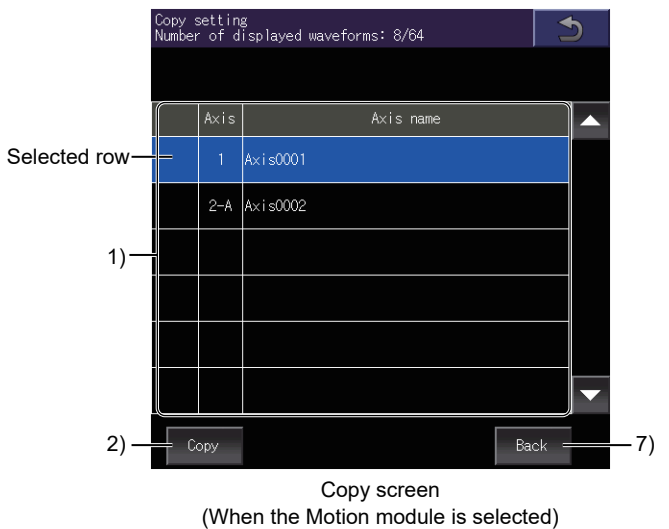 Copy setting
Number of displayed waveforms: 8/64
Axis Axis name
Selected row
1 Axis0001
2-A Axis0002
1)
2) Copy Back 7)
Copy screen
(When the Motion module is selected)